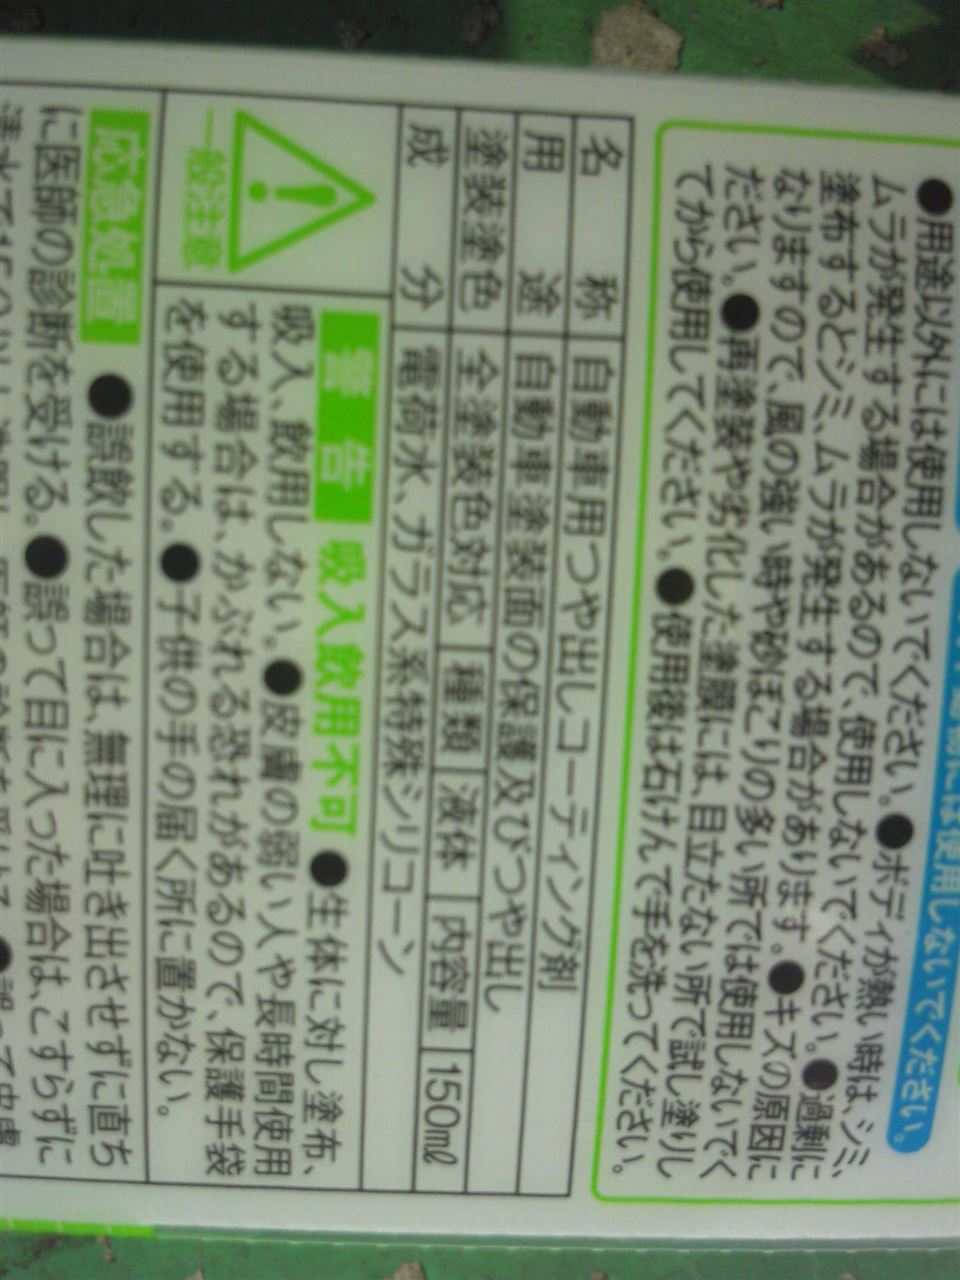 には使用しないでください。
●用途以外には使用しないでください。●ボディが熱い時は、シミ、
ムラが発生する場合があるので、使用しないでください。●過剰に
塗布するとシミ、ムラが発生する場合があります。●キズの原因に
なりますので、風の強い時や砂ぼこりの多い所では使用しないでく
ださい。●再塗装や劣化した塗膜には、目立たない所で試し塗りし
てから使用してください。●使用後は石けんで手を洗ってください。
名称 自動車用つや出しコーティング剤
用途 自動車塗装面の保護及びつや出し
塗装塗色 全塗装色対応 種類 液体 内容量 150mℓ
成分 電荷水、ガラス系特殊シリコーン
一般注意
警告 吸入飲用不可 ●生体に対し塗布、
吸入、飲用しない。●皮膚の弱い人や長時間使用
する場合は、かぶれる恐れがあるので、保護手袋
を使用する。●子供の手の届く所に置かない。
応急処置 ●誤飲した場合は、無理に吐き出させずに直ち
に医師の診断を受ける。●誤って目に入った場合は、こすらずに